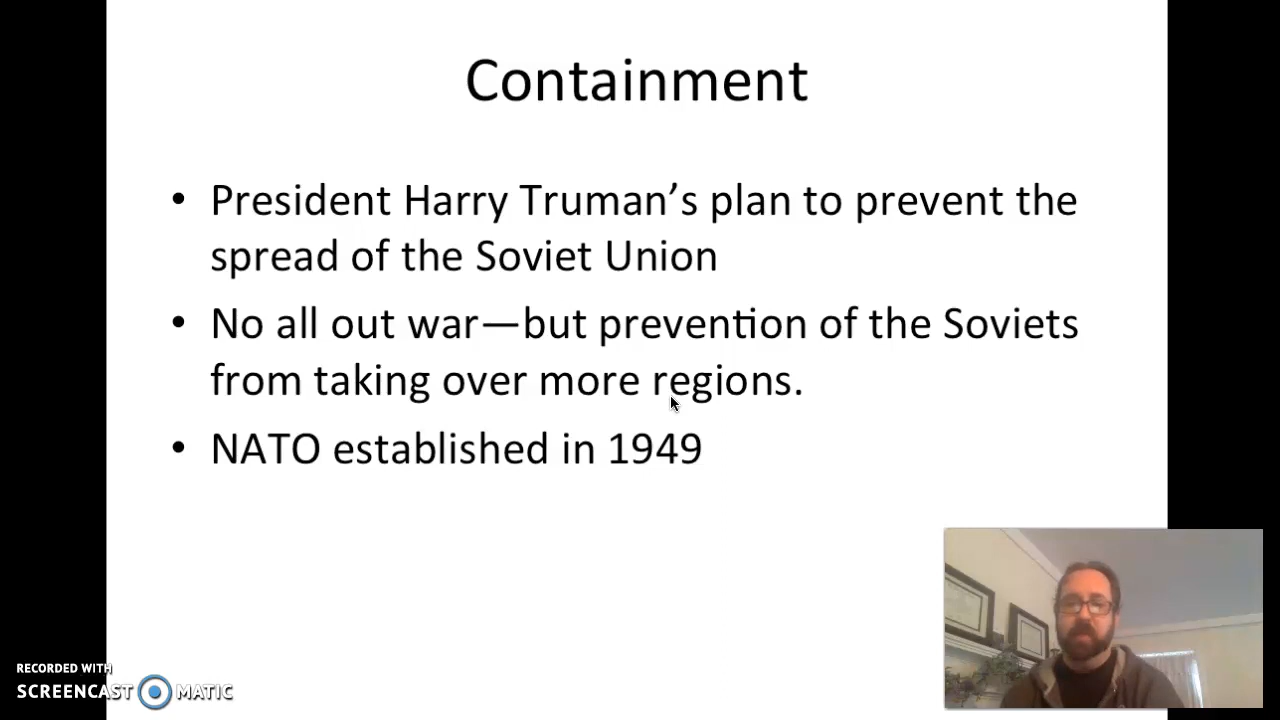 Containment
• President Harry Truman’s plan to prevent the
spread of the Soviet Union
• No all out war—but prevention of the Soviets
from taking over more regions.
• NATO established in 1949
RECORDED WITH
SCREENCAST MATIC